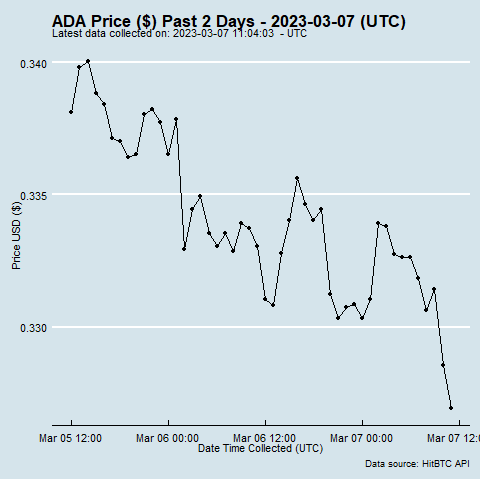 ADA Price ($) Past 2 Days - 2023-03-07 (UTC)
Latest data collected on: 2023-03-07 11:04:03 - UTC
0.340
0.335
0.330
Price USD ($)
Mar 05 12:00 Mar 06 00:00 Mar 06 12:00 Mar 07 00:00 Mar 07 12:0
Date Time Collected (UTC)
Data source: HitBTC API